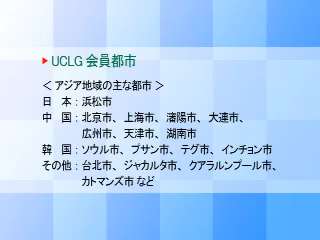 ▶ UCLG 会員都市
＜ アジア地域の主な都市 ＞
日　本：浜松市
中　国：北京市、上海市、瀋陽市、大連市、
広州市、天津市、湖南市
韓　国：ソウル市、プサン市、テグ市、インチョン市
その他：台北市、ジャカルタ市、クアラルンプール市、
カトマンズ市 など